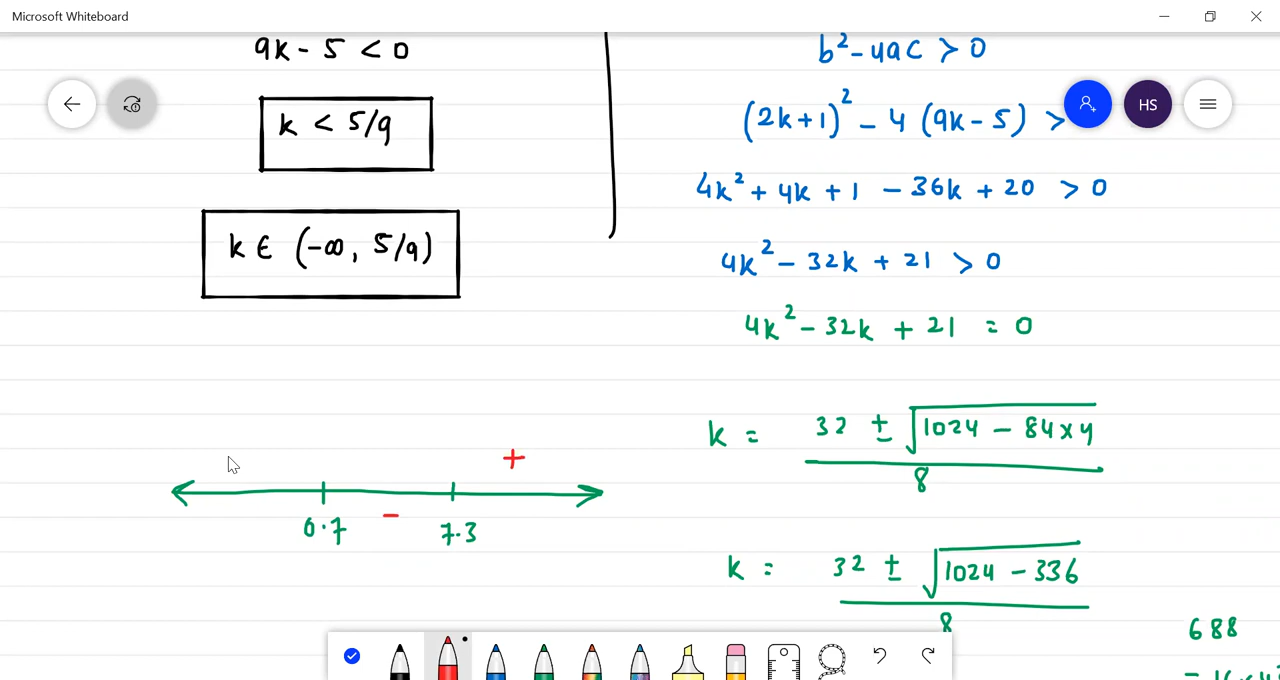 Microsoft Whiteboard
9k - 5 < 0
k < 5/9
k ∈ (-∞, 5/9)
b² - 4ac > 0
(2k+1)² - 4 (9k - 5) >
HS
4k² + 4k + 1 - 36k + 20 > 0
4k² - 32k + 21 > 0
4k² - 32k + 21 = 0
k = 32 ± √1024 - 84×4
8
+
-
0.7 7.3
k = 32 ± √1024 - 336
8
688